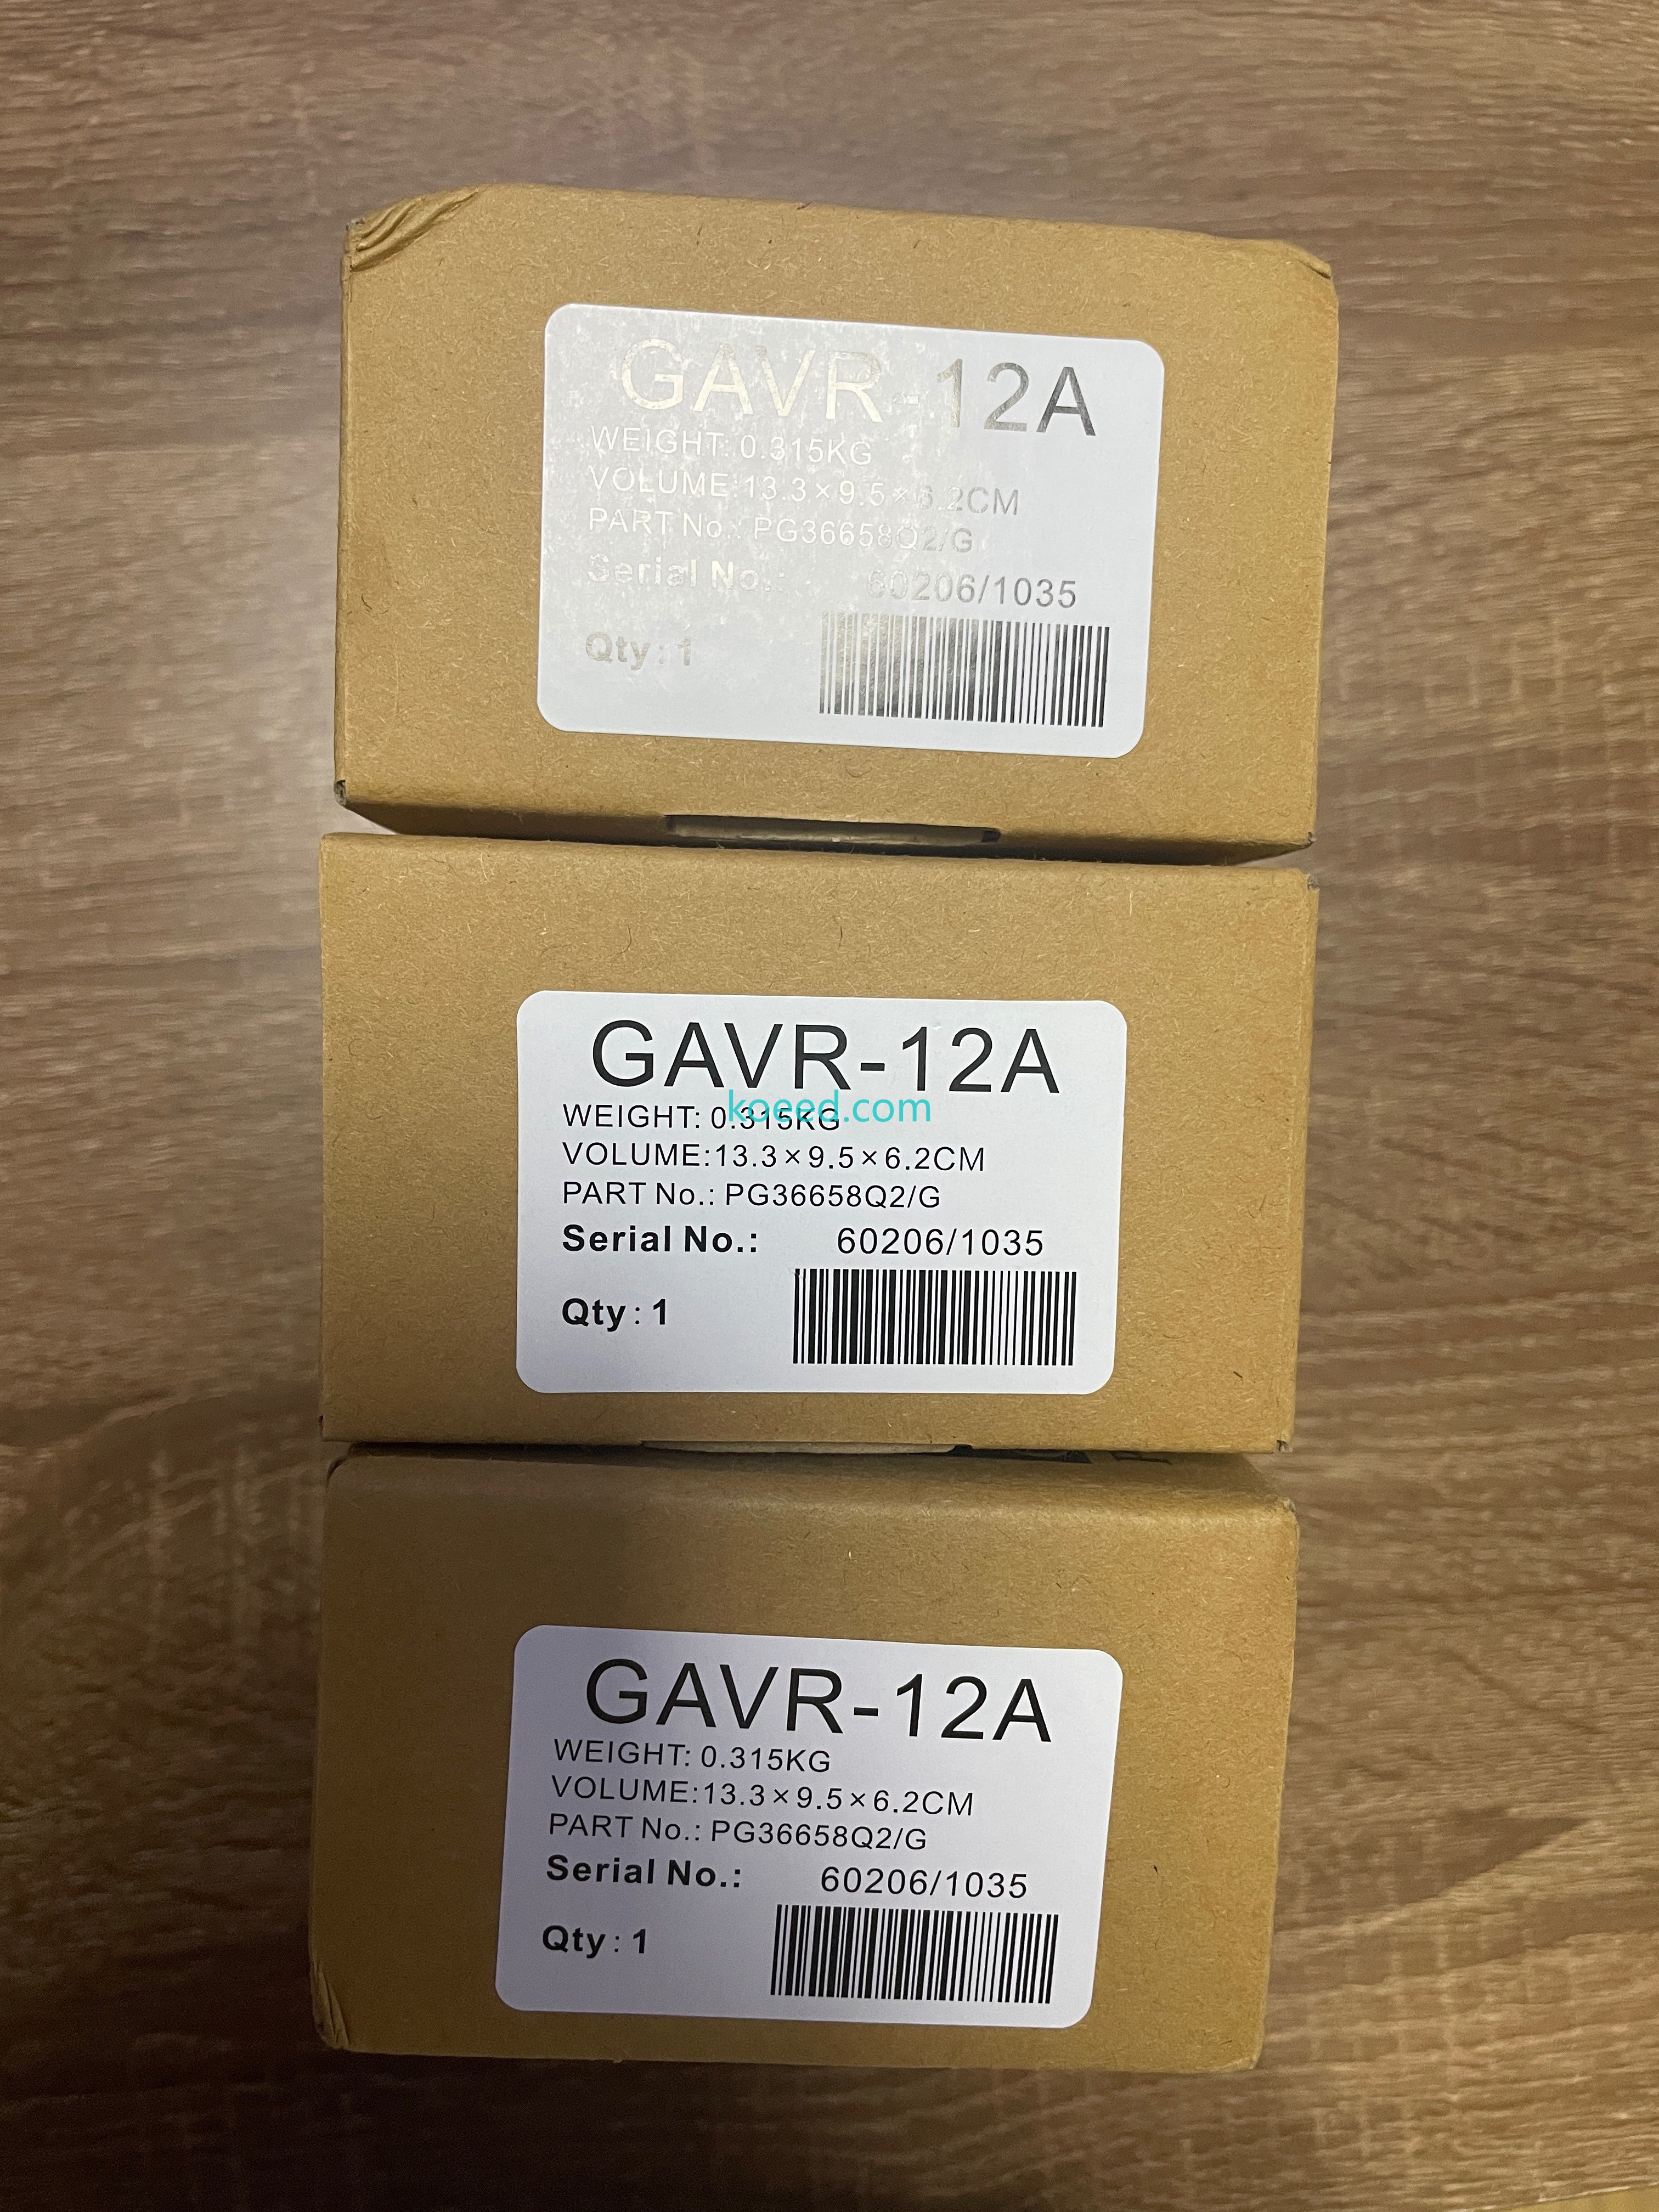 GAVR-12A
WEIGHT: 0.315KG
VOLUME:13.3×9.5×6.2CM
PART No.: PG36658Q2/G
Serial No.: 60206/1035
Qty: 1
GAVR-12A
koeed.com
WEIGHT: 0.315KG
VOLUME:13.3×9.5×6.2CM
PART No.: PG36658Q2/G
Serial No.: 60206/1035
Qty: 1
GAVR-12A
WEIGHT: 0.315KG
VOLUME:13.3×9.5×6.2CM
PART No.: PG36658Q2/G
Serial No.: 60206/1035
Qty: 1